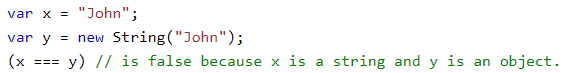 var x = "John";
var y = new String("John");
(x === y) // is false because x is a string and y is an object.